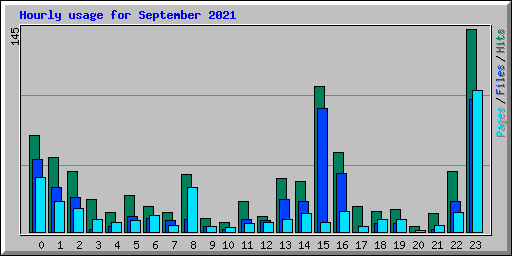 Hourly usage for September 2021
145
Pages/Files/Hits
0 1 2 3 4 5 6 7 8 9 10 11 12 13 14 15 16 17 18 19 20 21 22 23